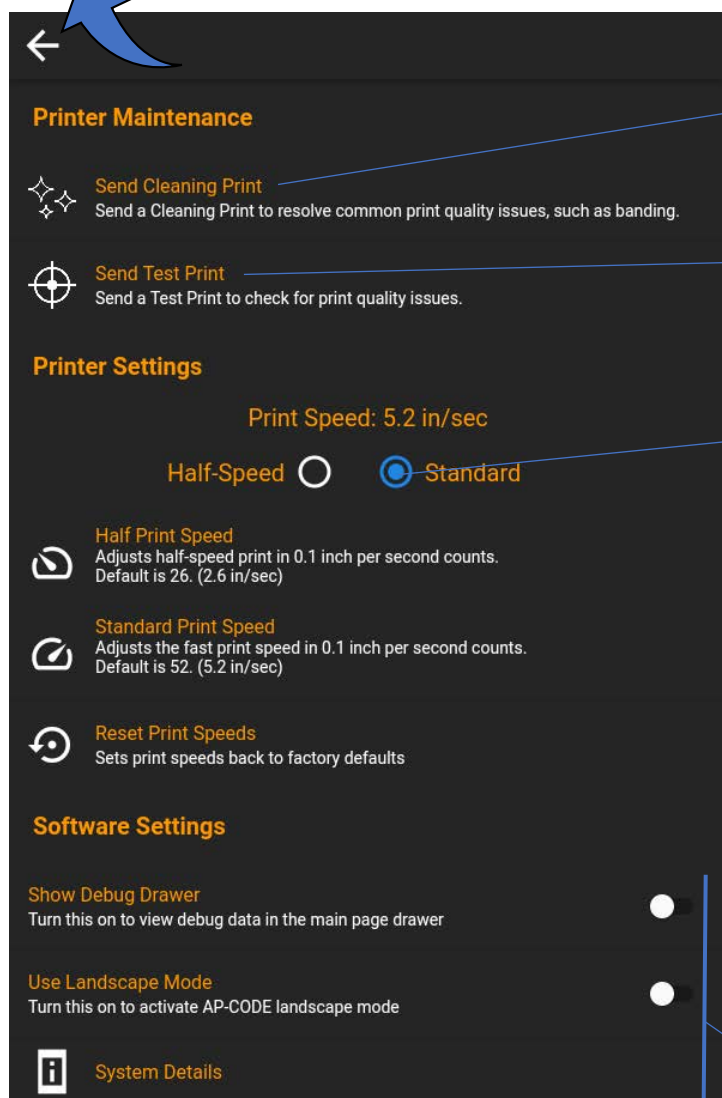 Printer Maintenance
Send Cleaning Print
Send a Cleaning Print to resolve common print quality issues, such as banding.
Send Test Print
Send a Test Print to check for print quality issues.
Printer Settings
Print Speed: 5.2 in/sec
Half-Speed Standard
Half Print Speed
Adjusts half-speed print in 0.1 inch per second counts.
Default is 26. (2.6 in/sec)
Standard Print Speed
Adjusts the fast print speed in 0.1 inch per second counts.
Default is 52. (5.2 in/sec)
Reset Print Speeds
Sets print speeds back to factory defaults
Software Settings
Show Debug Drawer
Turn this on to view debug data in the main page drawer
Use Landscape Mode
Turn this on to activate AP-CODE landscape mode
System Details